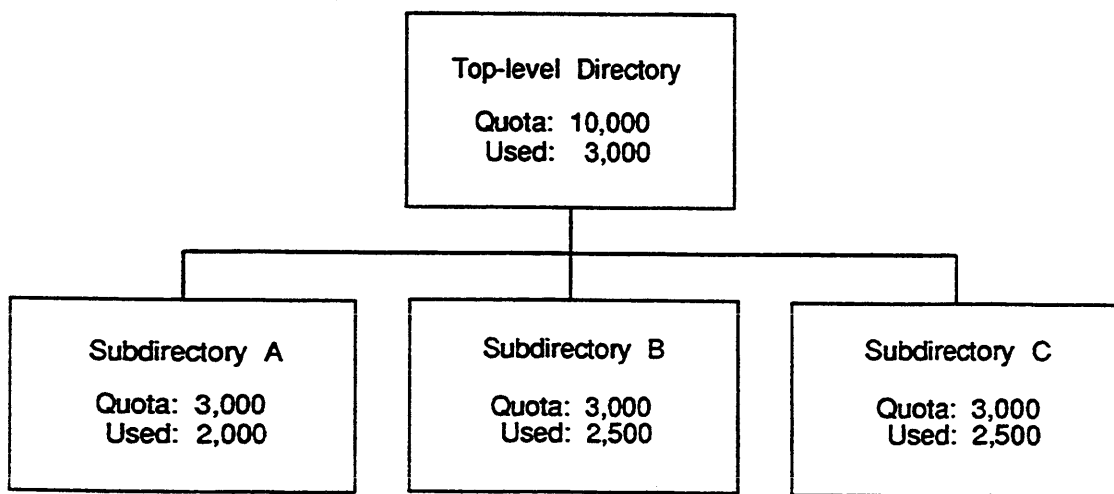 Top-level Directory
Quota: 10,000
Used: 3,000
Subdirectory A
Quota: 3,000
Used: 2,000
Subdirectory B
Quota: 3,000
Used: 2,500
Subdirectory C
Quota: 3,000
Used: 2,500